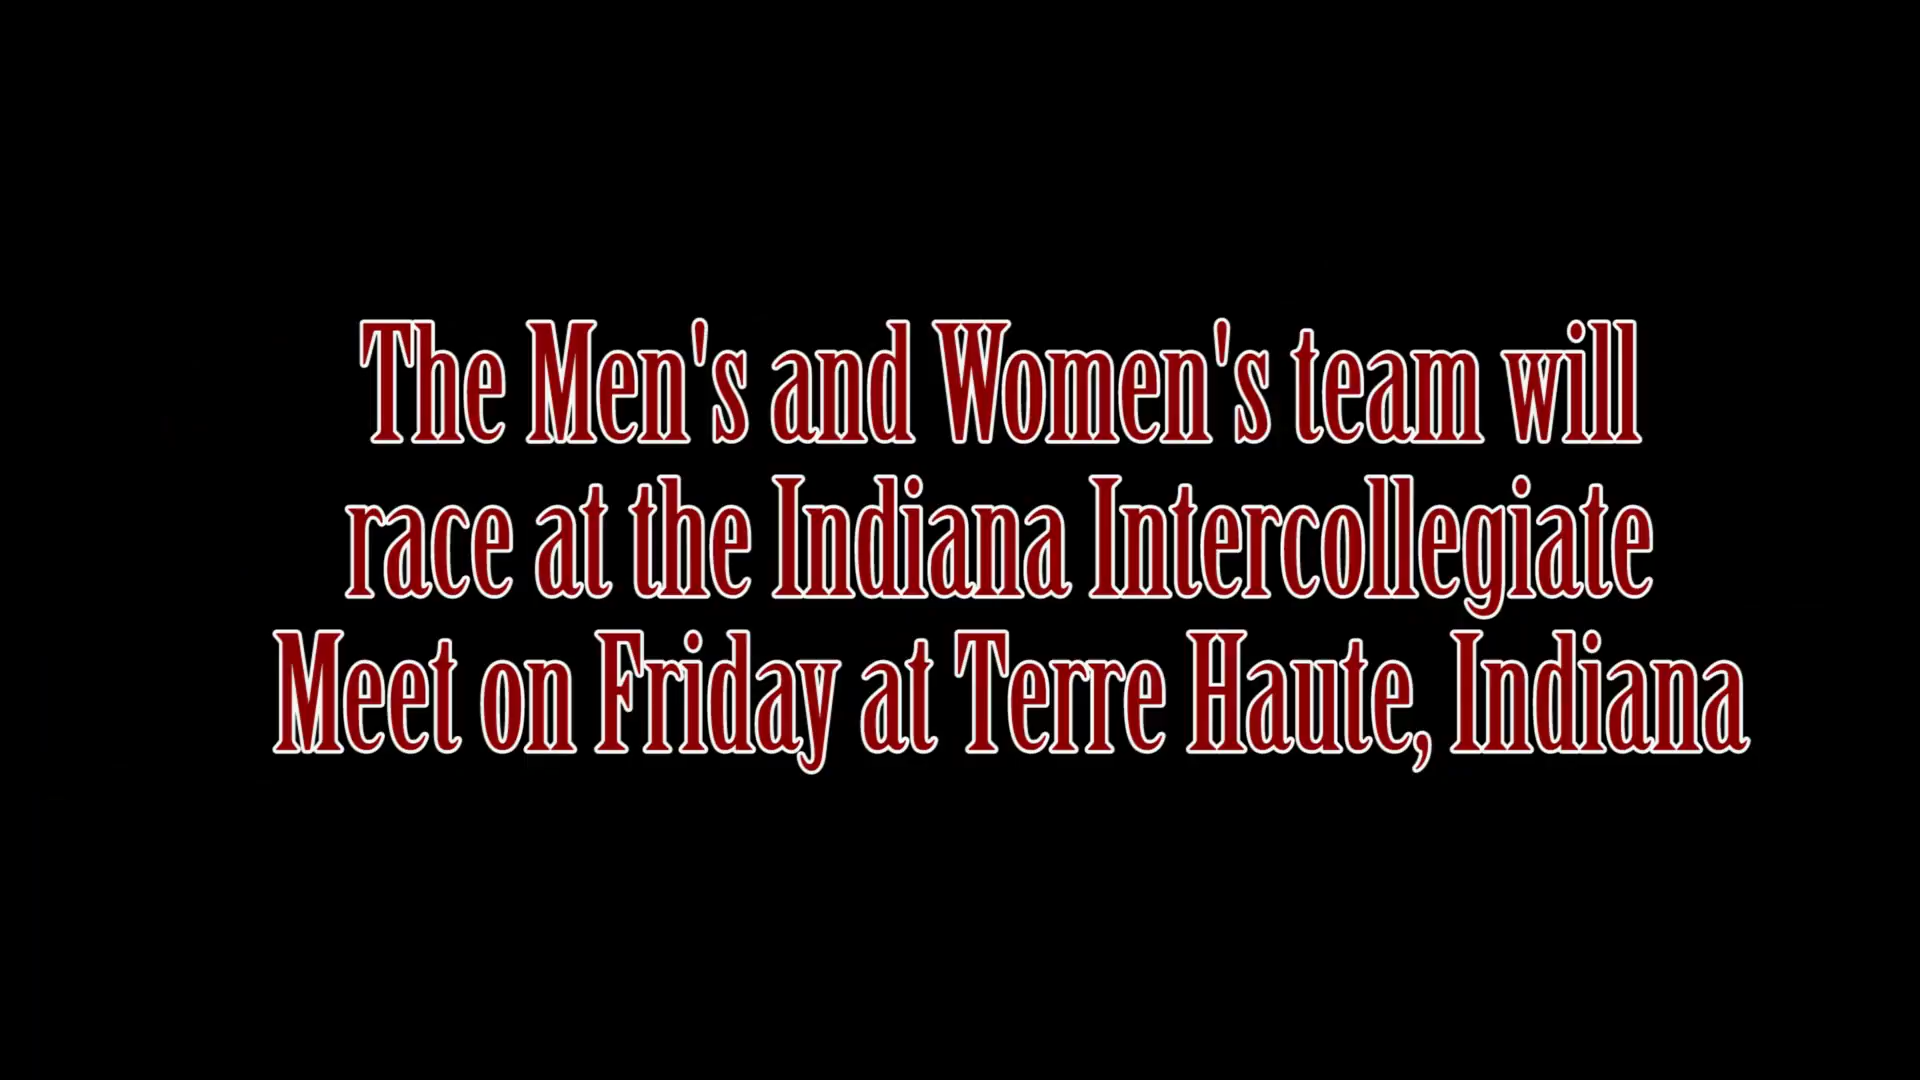 The Men's and Women's team will
race at the Indiana Intercollegiate
Meet on Friday at Terre Haute, Indiana